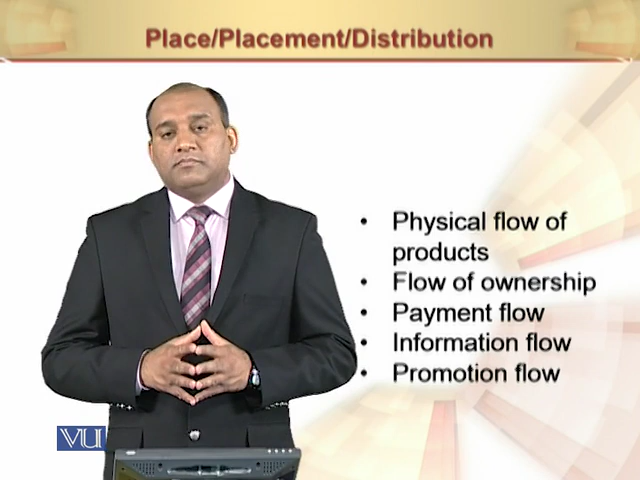 Place/Placement/Distribution
• Physical flow of
products
• Flow of ownership
• Payment flow
• Information flow
• Promotion flow
VU